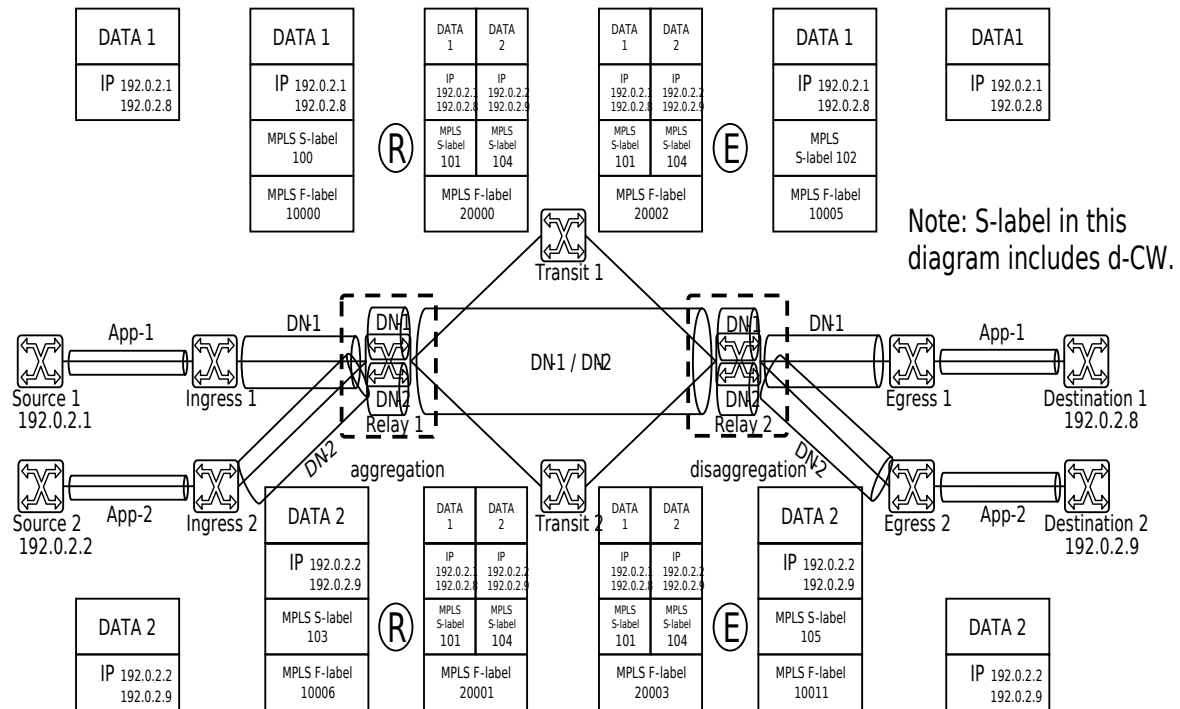 DATA 1
IP 192.0.2.1
192.0.2.8
DATA 1
IP 192.0.2.1
192.0.2.8
MPLS S-label
100
MPLS F-label
10000
R
DATA
1
DATA
2
IP
192.0.2.1
192.0.2.8
IP
192.0.2.2
192.0.2.9
MPLS
S-label
101
MPLS
S-label
104
MPLS F-label
20000
DATA
1
DATA
2
IP
192.0.2.1
192.0.2.8
IP
192.0.2.2
192.0.2.9
MPLS
S-label
101
MPLS
S-label
104
MPLS F-label
20002
E
DATA 1
IP 192.0.2.1
192.0.2.8
MPLS
S-label 102
MPLS F-label
10005
DATA1
IP 192.0.2.1
192.0.2.8
Note: S-label in this
diagram includes d-CW.
Transit 1
App-1
DN-1
DN-1
DN-1 / DN-2
DN-1
DN-1
App-1
Source 1
192.0.2.1
Ingress 1
DN-2
Relay 1
DN-2
Relay 2
Egress 1
Destination 1
192.0.2.8
DN-2
aggregation
disaggregation
DN-2
Source 2
192.0.2.2
App-2
Ingress 2
Transit 2
Egress 2
App-2
Destination 2
192.0.2.9
DATA 2
IP 192.0.2.2
192.0.2.9
DATA 2
IP 192.0.2.2
192.0.2.9
MPLS S-label
103
MPLS F-label
10006
R
DATA
1
DATA
2
IP
192.0.2.1
192.0.2.8
IP
192.0.2.2
192.0.2.9
MPLS
S-label
101
MPLS
S-label
104
MPLS F-label
20001
DATA
1
DATA
2
IP
192.0.2.1
192.0.2.8
IP
192.0.2.2
192.0.2.9
MPLS
S-label
101
MPLS
S-label
104
MPLS F-label
20003
E
DATA 2
IP 192.0.2.2
192.0.2.9
MPLS S-label
105
MPLS F-label
10011
DATA 2
IP 192.0.2.2
192.0.2.9